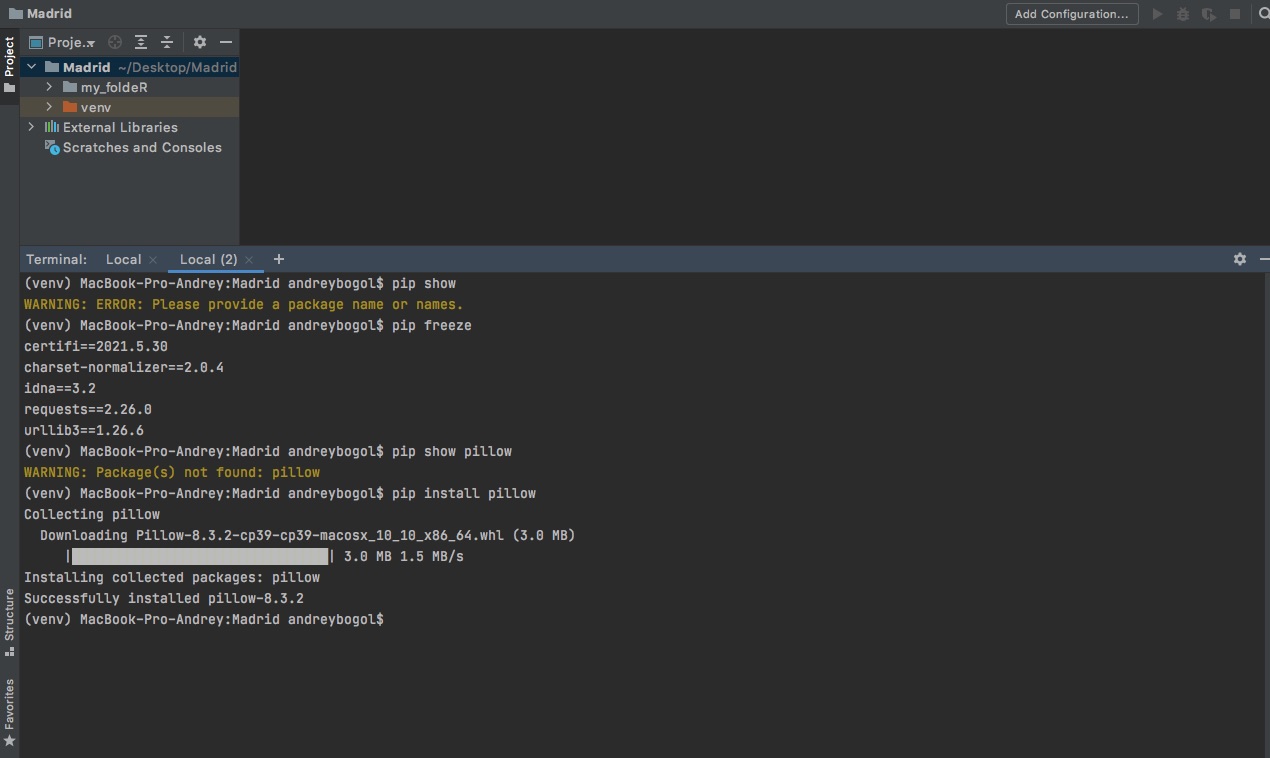 Madrid
Add Configuration...
Project
Proje..
Madrid ~/Desktop/Madrid
my_foldeR
venv
External Libraries
Scratches and Consoles
Terminal: Local Local (2)
(venv) MacBook-Pro-Andrey:Madrid andreybogol$ pip show
WARNING: ERROR: Please provide a package name or names.
(venv) MacBook-Pro-Andrey:Madrid andreybogol$ pip freeze
certifi==2021.5.30
charset-normalizer==2.0.4
idna==3.2
requests==2.26.0
urllib3==1.26.6
(venv) MacBook-Pro-Andrey:Madrid andreybogol$ pip show pillow
WARNING: Package(s) not found: pillow
(venv) MacBook-Pro-Andrey:Madrid andreybogol$ pip install pillow
Collecting pillow
Downloading Pillow-8.3.2-cp39-cp39-macosx_10_10_x86_64.whl (3.0 MB)
| | 3.0 MB 1.5 MB/s
Installing collected packages: pillow
Successfully installed pillow-8.3.2
(venv) MacBook-Pro-Andrey:Madrid andreybogol$
Structure
Favorites